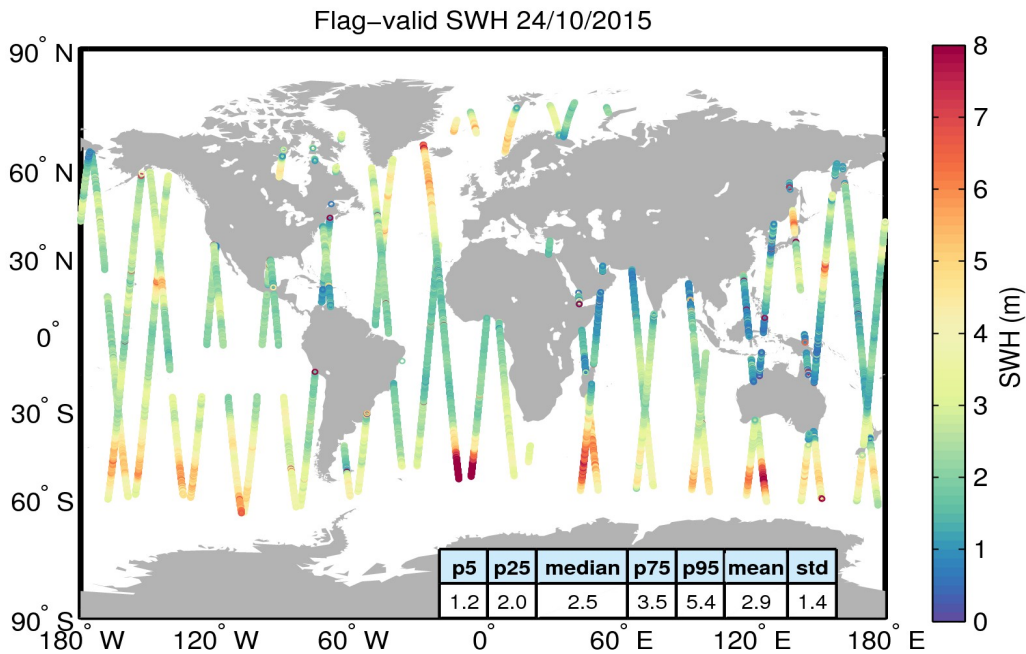 Flag–valid SWH 24/10/2015
90° N
60° N
30° N
0°
30° S
60° S
90° S
180° W
120° W
60° W
0°
60° E
120° E
180° E
p5 p25 median p75 p95 mean std
1.2 2.0 2.5 3.5 5.4 2.9 1.4
8
7
6
5
4
3
2
1
0
SWH (m)